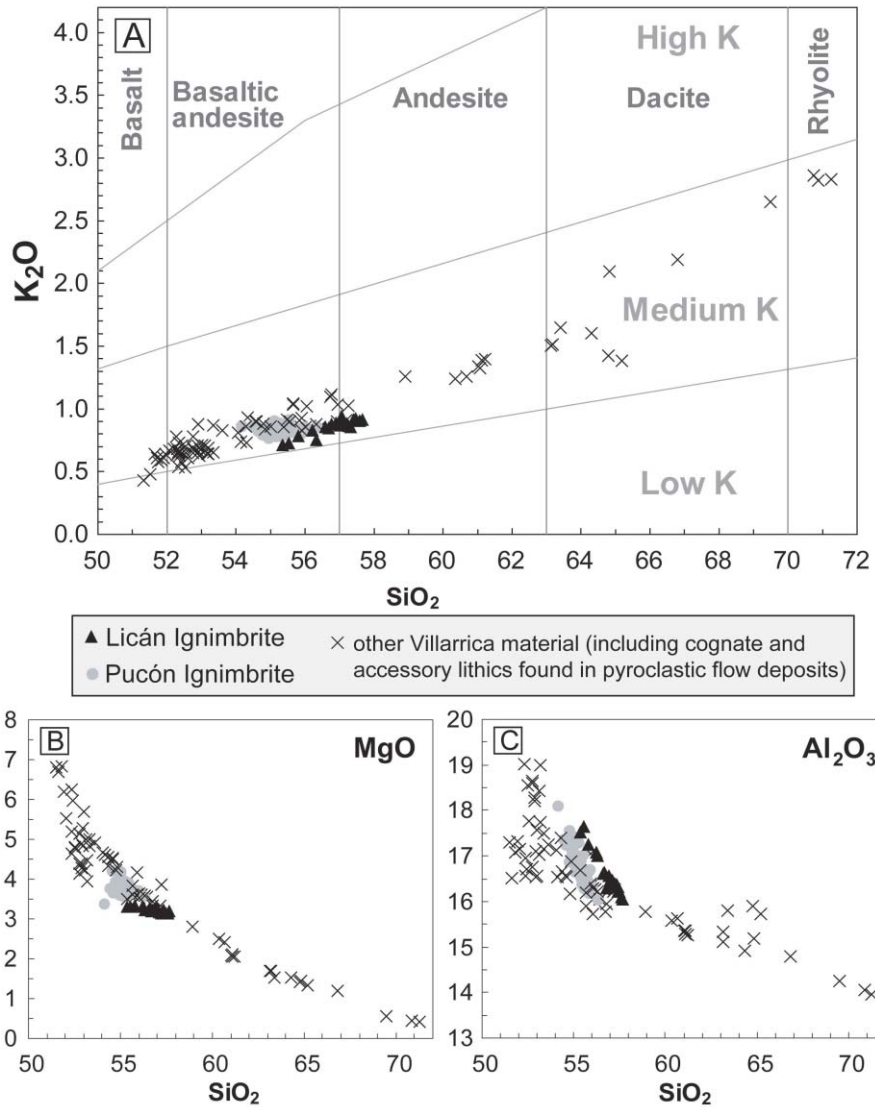 A
High K
Basalt
Basaltic
andesite
Andesite
Dacite
Rhyolite
Medium K
Low K
K₂O
4.0
3.5
3.0
2.5
2.0
1.5
1.0
0.5
0.0
50 52 54 56 58 60 62 64 66 68 70 72
SiO₂
Licán Ignimbrite
Pucón Ignimbrite
other Villarrica material (including cognate and
accessory lithics found in pyroclastic flow deposits)
B
MgO
8
7
6
5
4
3
2
1
0
50 55 60 65 70
SiO₂
C
Al₂O₃
20
19
18
17
16
15
14
13
50 55 60 65 70
SiO₂